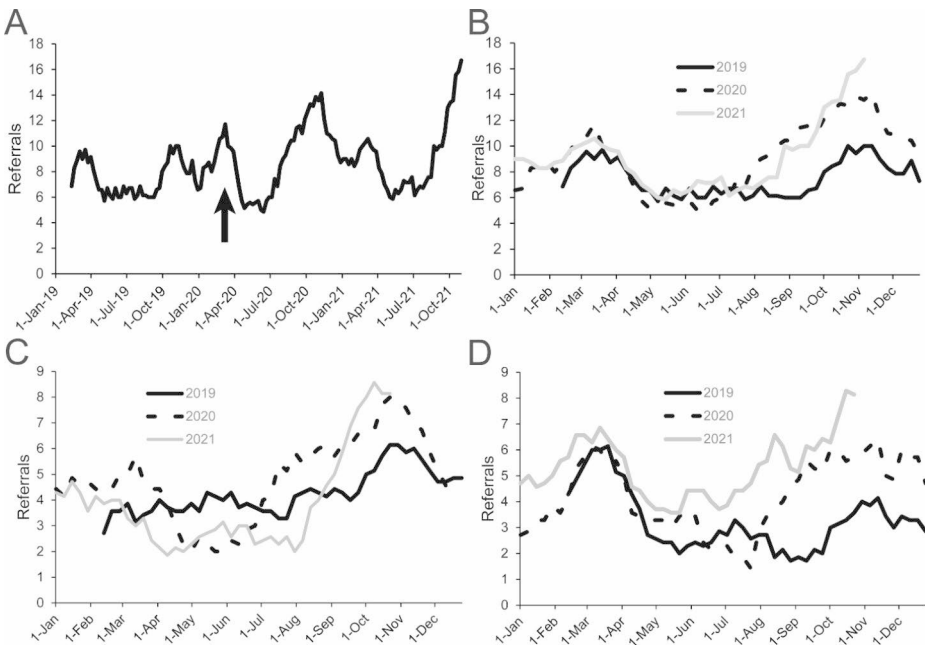 A
Referrals
18
16
14
12
10
8
6
4
2
0
1-Jan-19
1-Apr-19
1-Jul-19
1-Oct-19
1-Jan-20
1-Apr-20
1-Jul-20
1-Oct-20
1-Jan-21
1-Apr-21
1-Jul-21
1-Oct-21
B
Referrals
18
16
14
12
10
8
6
4
2
0
2019
2020
2021
1-Jan
1-Feb
1-Mar
1-Apr
1-May
1-Jun
1-Jul
1-Aug
1-Sep
1-Oct
1-Nov
1-Dec
C
Referrals
9
8
7
6
5
4
3
2
1
0
2019
2020
2021
1-Jan
1-Feb
1-Mar
1-Apr
1-May
1-Jun
1-Jul
1-Aug
1-Sep
1-Oct
1-Nov
1-Dec
D
Referrals
9
8
7
6
5
4
3
2
1
0
2019
2020
2021
1-Jan
1-Feb
1-Mar
1-Apr
1-May
1-Jun
1-Jul
1-Aug
1-Sep
1-Oct
1-Nov
1-Dec